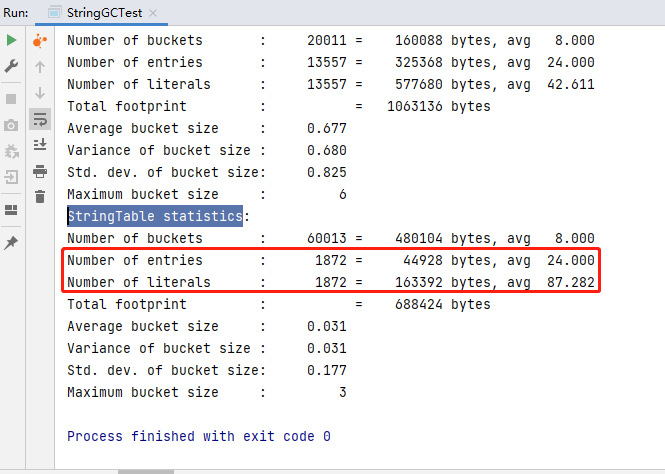 Run: StringGCTest
Number of buckets : 20011 = 160088 bytes, avg 8.000
Number of entries : 13557 = 325368 bytes, avg 24.000
Number of literals : 13557 = 577680 bytes, avg 42.611
Total footprint : = 1063136 bytes
Average bucket size : 0.677
Variance of bucket size : 0.680
Std. dev. of bucket size: 0.825
Maximum bucket size : 6
StringTable statistics:
Number of buckets : 60013 = 480104 bytes, avg 8.000
Number of entries : 1872 = 44928 bytes, avg 24.000
Number of literals : 1872 = 163392 bytes, avg 87.282
Total footprint : = 688424 bytes
Average bucket size : 0.031
Variance of bucket size : 0.031
Std. dev. of bucket size: 0.177
Maximum bucket size : 3
Process finished with exit code 0